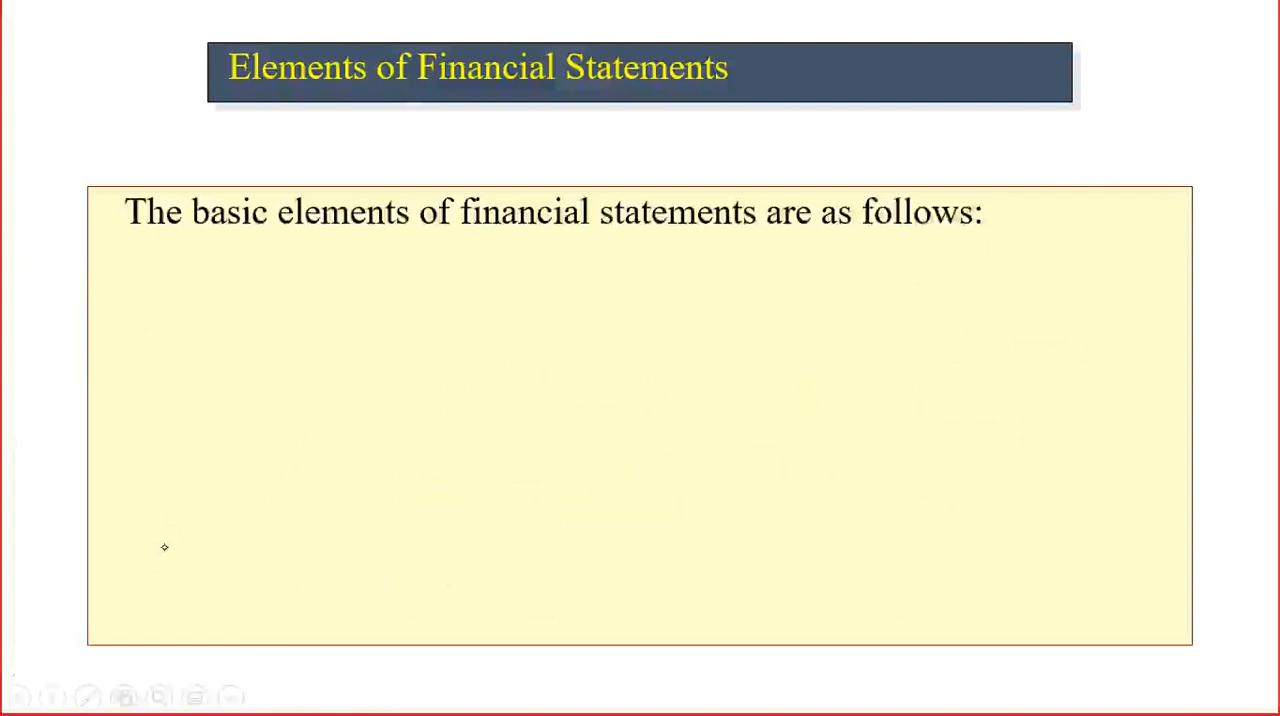 Elements of Financial Statements
The basic elements of financial statements are as follows: